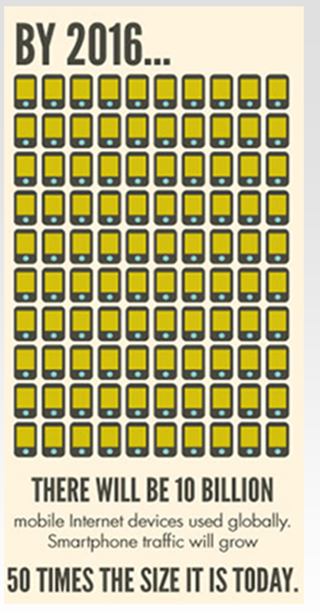 BY 2016...
THERE WILL BE 10 BILLION
mobile Internet devices used globally.
Smartphone traffic will grow
50 TIMES THE SIZE IT IS TODAY.